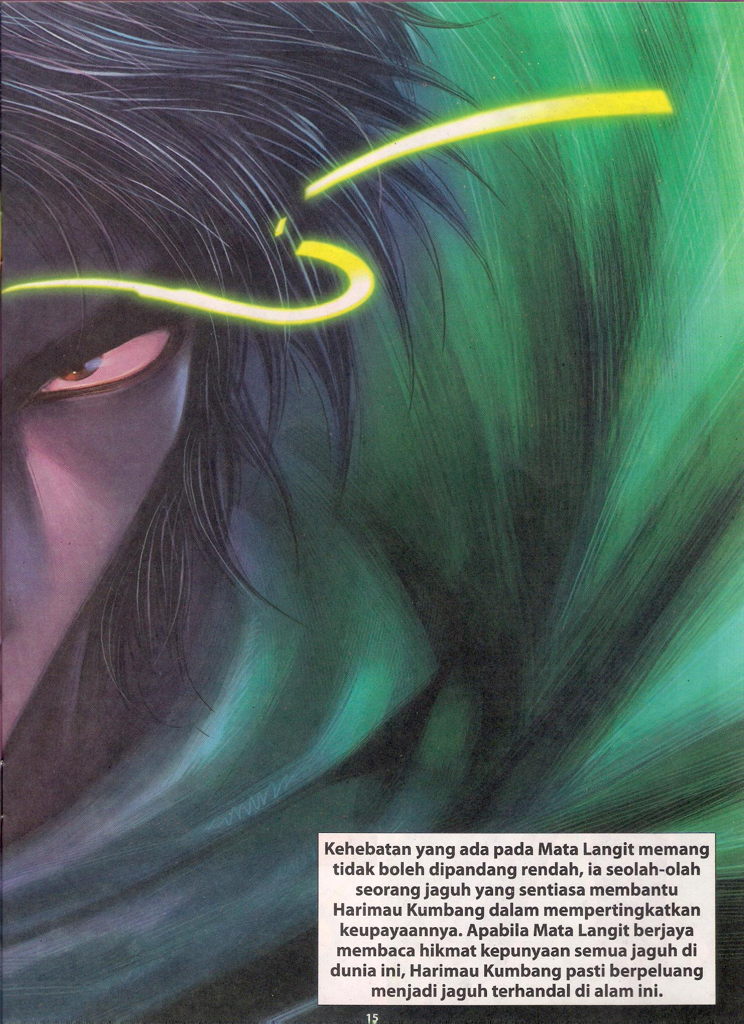 Kehebatan yang ada pada Mata Langit memang
tidak boleh dipandang rendah, ia seolah-olah
seorang jaguh yang sentiasa membantu
Harimau Kumbang dalam mempertingkatkan
keupayaannya. Apabila Mata Langit berjaya
membaca hikmat kepunyaan semua jaguh di
dunia ini, Harimau Kumbang pasti berpeluang
menjadi jaguh terhandal di alam ini.
15